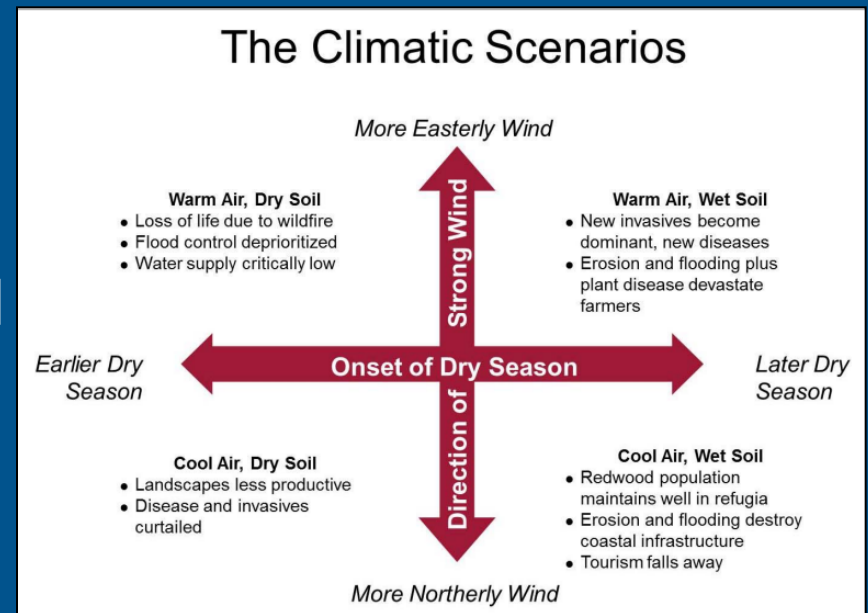 The Climatic Scenarios
More Easterly Wind
Warm Air, Dry Soil
• Loss of life due to wildfire
• Flood control deprioritized
• Water supply critically low
Warm Air, Wet Soil
• New invasives become
dominant, new diseases
• Erosion and flooding plus
plant disease devastate
farmers
Direction of Strong Wind
Earlier Dry
Season
Onset of Dry Season
Later Dry
Season
Cool Air, Dry Soil
• Landscapes less productive
• Disease and invasives
curtailed
Cool Air, Wet Soil
• Redwood population
maintains well in refugia
• Erosion and flooding destroy
coastal infrastructure
• Tourism falls away
More Northerly Wind